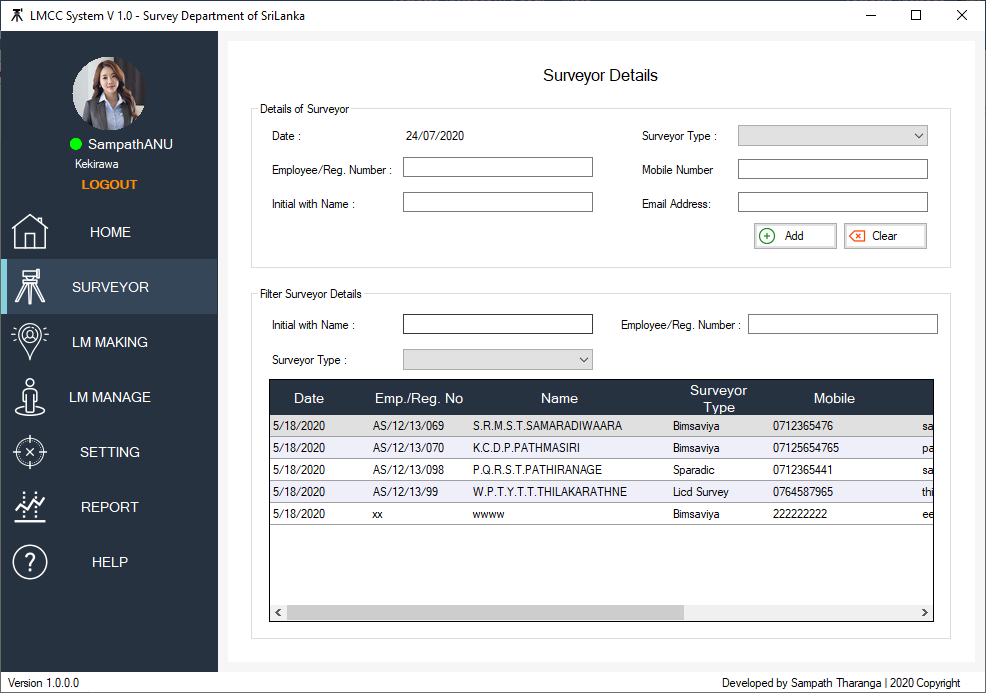 LMCC System V 1.0 - Survey Department of SriLanka
SampathANU
Kekirawa
LOGOUT
HOME
SURVEYOR
LM MAKING
LM MANAGE
SETTING
REPORT
HELP
Surveyor Details
Details of Surveyor
Date : 24/07/2020 Surveyor Type :
Employee/Reg. Number : Mobile Number
Initial with Name : Email Address:
Add Clear
Filter Surveyor Details
Initial with Name : Employee/Reg. Number :
Surveyor Type :
Date Emp./Reg. No Name Surveyor Type Mobile
5/18/2020 AS/12/13/069 S.R.M.S.T.SAMARADIWAARA Bimsaviya 0712365476 sa
5/18/2020 AS/12/13/070 K.C.D.P.PATHMASIRI Bimsaviya 07125654765 pa
5/18/2020 AS/12/13/098 P.Q.R.S.T.PATHIRANAGE Sparadic 0712365441 sa
5/18/2020 AS/12/13/99 W.P.T.Y.T.T.THILAKARATHNE Licd Survey 0764587965 thi
5/18/2020 xx wwww Bimsaviya 222222222 ee
Version 1.0.0.0 Developed by Sampath Tharanga | 2020 Copyright